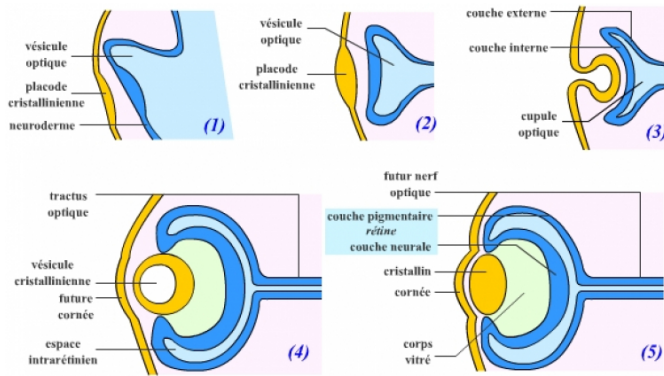 vésicule
optique
placode
cristallinienne
neuroderme
(1)
vésicule
optique
placode
cristallinienne
(2)
couche externe
couche interne
cupule
optique
(3)
tractus
optique
vésicule
cristallinienne
future
cornée
espace
intrarétinien
(4)
futur nerf
optique
couche pigmentaire
rétine
couche neurale
cristallin
cornée
corps
vitré
(5)